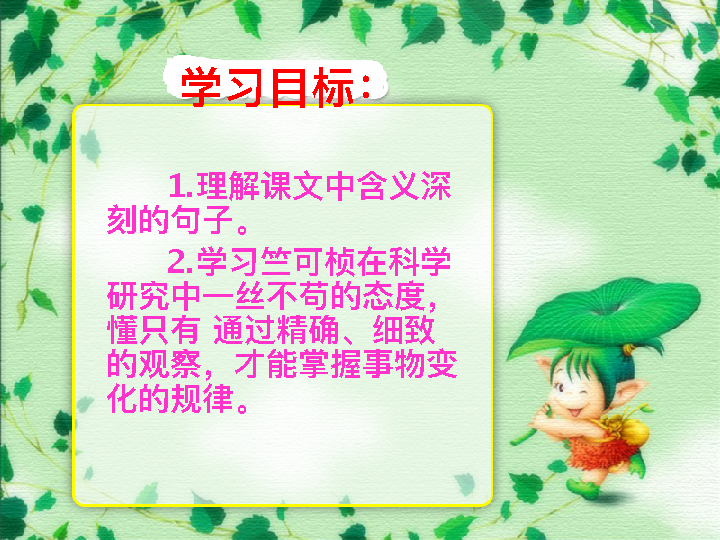 学习目标：
1.理解课文中含义深
刻的句子。
2.学习竺可桢在科学
研究中一丝不苟的态度，
懂只有 通过精确、细致
的观察，才能掌握事物变
化的规律。